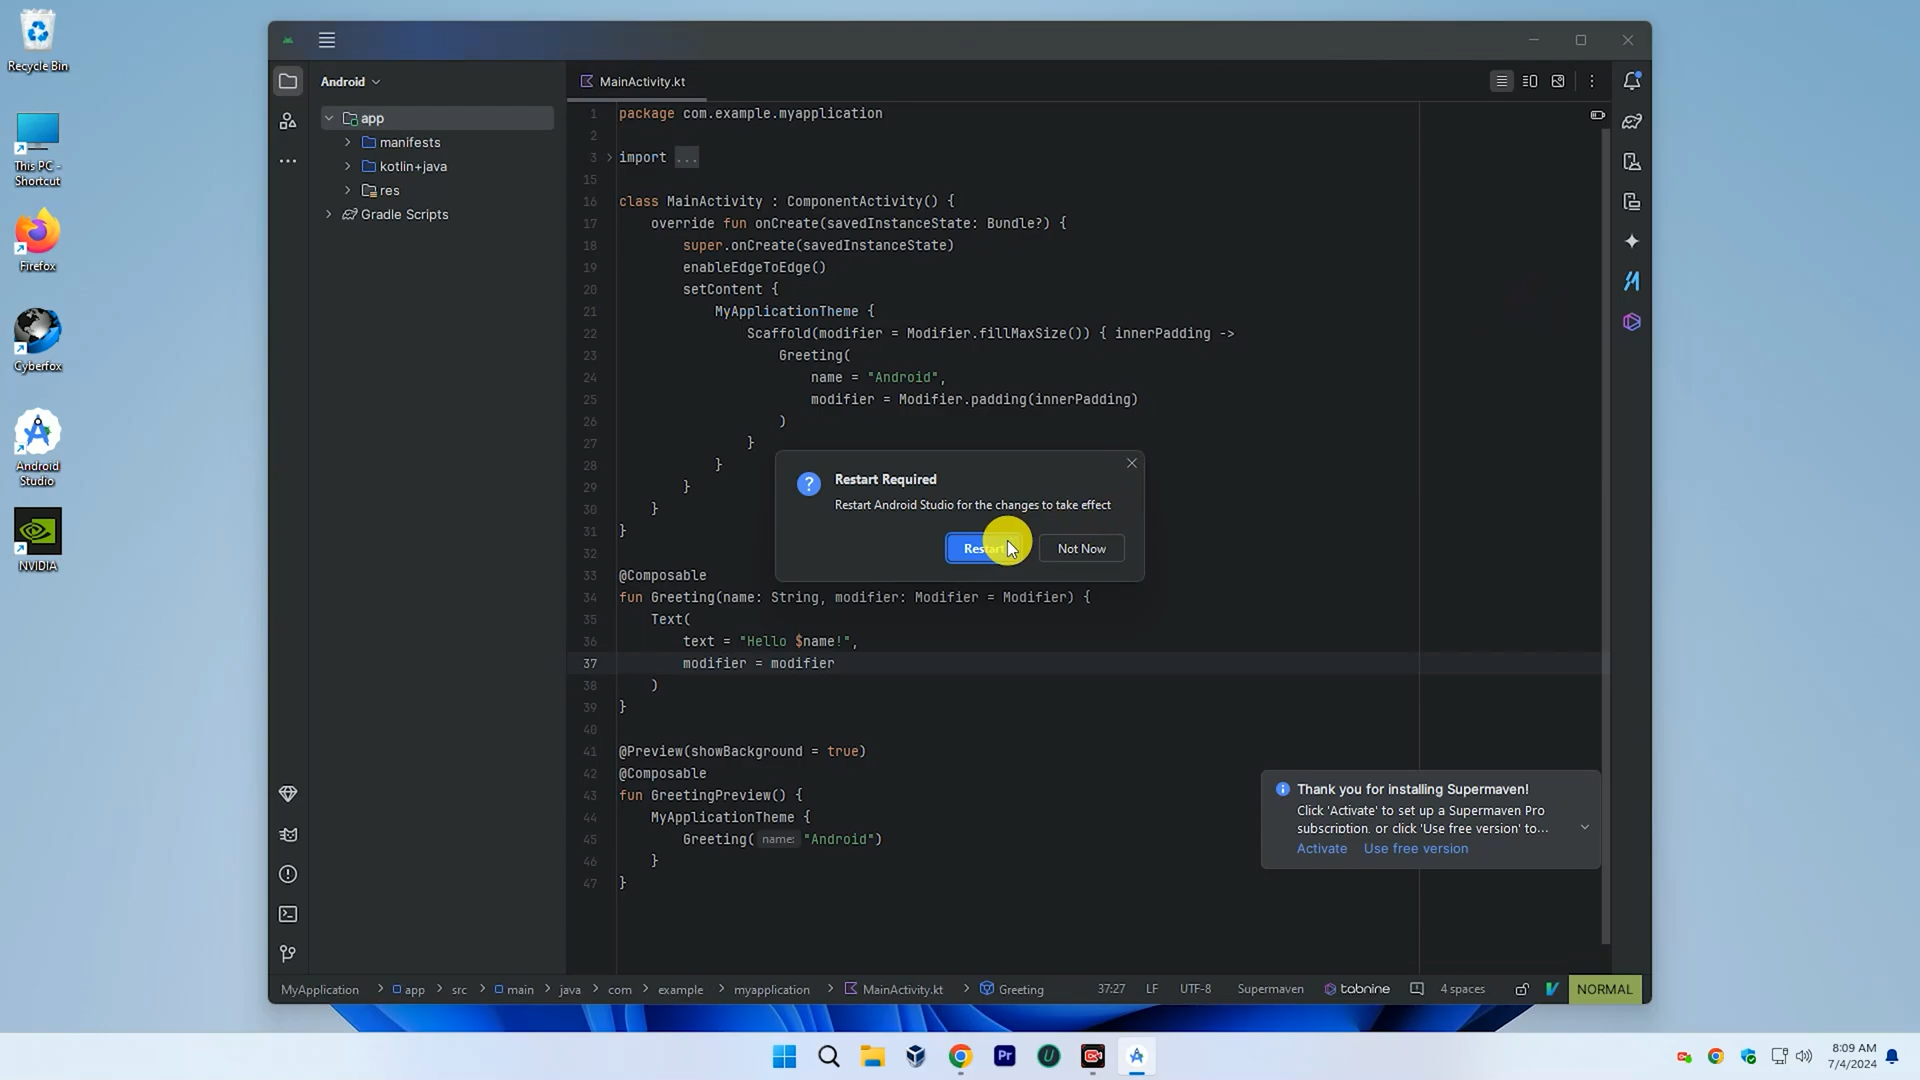 Recycle Bin
This PC -
Shortcut
Firefox
Cyberfox
Android
Studio
NVIDIA
Android
app
manifests
kotlin+java
res
Gradle Scripts
MainActivity.kt
1 package com.example.myapplication
2
3 import ...
15
16 class MainActivity : ComponentActivity() {
17 override fun onCreate(savedInstanceState: Bundle?) {
18 super.onCreate(savedInstanceState)
19 enableEdgeToEdge()
20 setContent {
21 MyApplicationTheme {
22 Scaffold(modifier = Modifier.fillMaxSize()) { innerPadding ->
23 Greeting(
24 name = "Android",
25 modifier = Modifier.padding(innerPadding)
26 )
27 }
28 }
29 }
30 }
31 }
32
33 @Composable
34 fun Greeting(name: String, modifier: Modifier = Modifier) {
35 Text(
36 text = "Hello $name!",
37 modifier = modifier
38 )
39 }
40
41 @Preview(showBackground = true)
42 @Composable
43 fun GreetingPreview() {
44 MyApplicationTheme {
45 Greeting( name: "Android")
46 }
47 }
Restart Required
Restart Android Studio for the changes to take effect
Restart
Not Now
Thank you for installing Supermaven!
Click 'Activate' to set up a Supermaven Pro
subscription, or click 'Use free version' to...
Activate Use free version
MyApplication > app > src > main > java > com > example > myapplication > MainActivity.kt > Greeting 37:27 LF UTF-8 Supermaven tabnine 4 spaces NORMAL
Pr
8:09 AM
7/4/2024